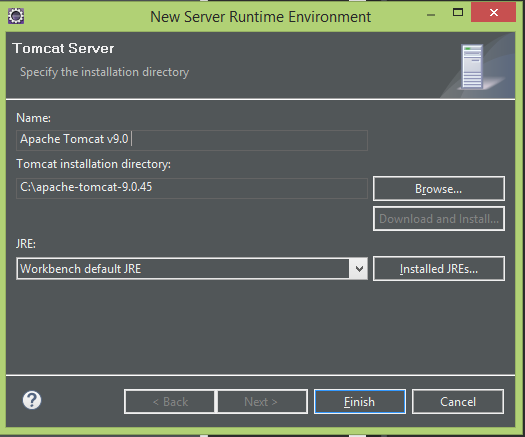 New Server Runtime Environment
Tomcat Server
Specify the installation directory
Name:
Apache Tomcat v9.0
Tomcat installation directory:
C:\apache-tomcat-9.0.45
Browse...
Download and Install...
JRE:
Workbench default JRE
Installed JREs...
?
< Back
Next >
Finish
Cancel